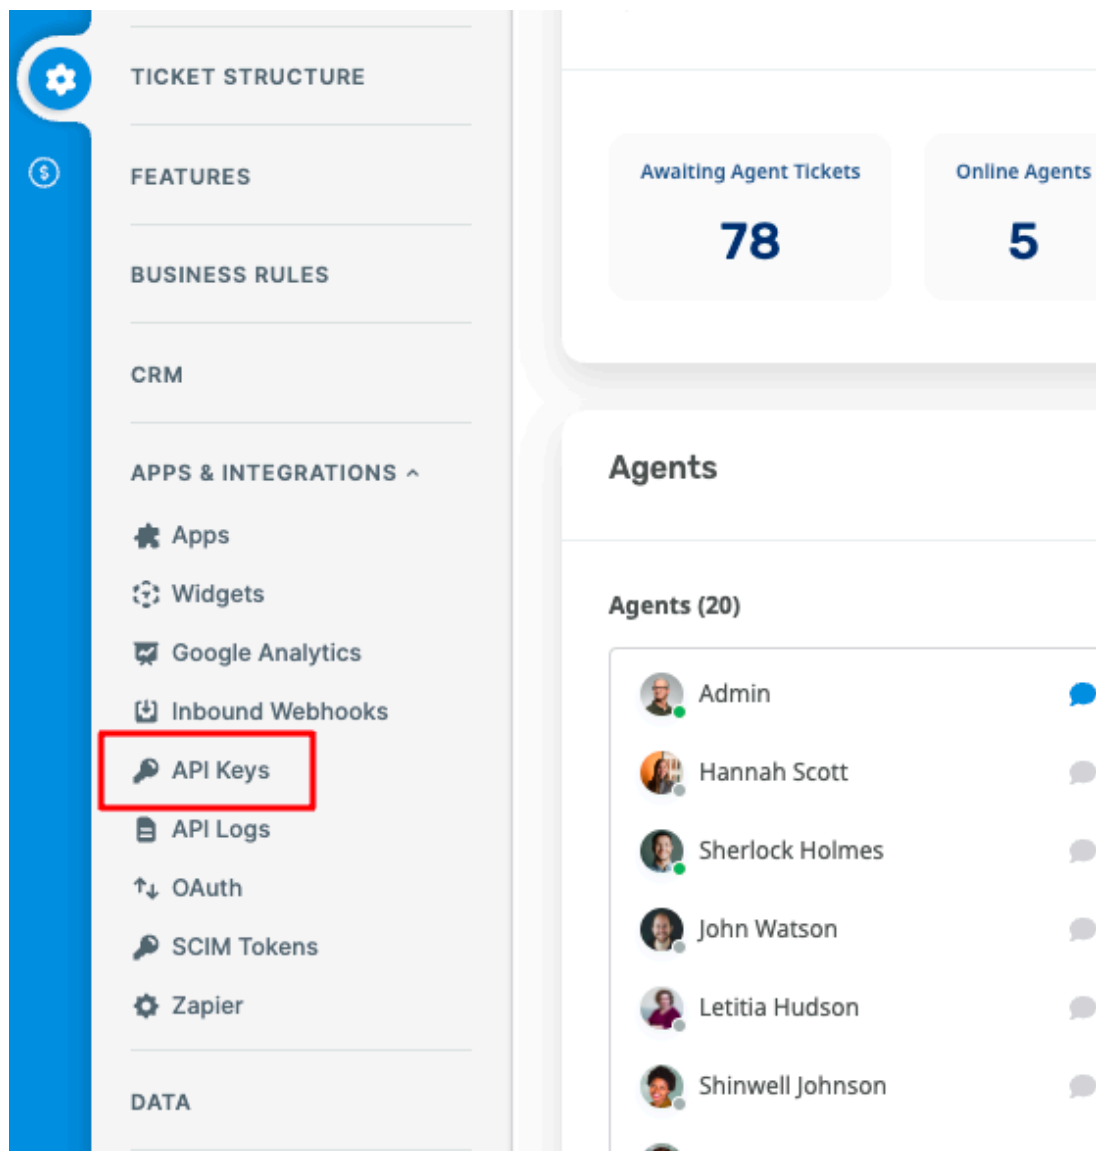 TICKET STRUCTURE
FEATURES
BUSINESS RULES
CRM
APPS & INTEGRATIONS
Apps
Widgets
Google Analytics
Inbound Webhooks
API Keys
API Logs
OAuth
SCIM Tokens
Zapier
DATA
Awaiting Agent Tickets
78
Online Agents
5
Agents
Agents (20)
Admin
Hannah Scott
Sherlock Holmes
John Watson
Letitia Hudson
Shinwell Johnson